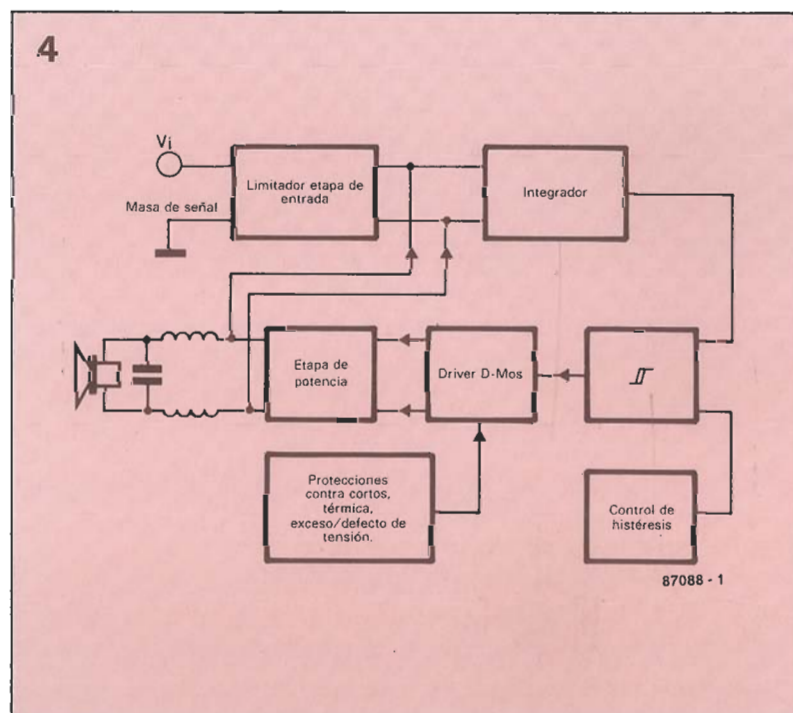 4
Vi
Limitador etapa de
entrada
Integrador
Masa de señal
Etapa de
potencia
Driver D-Mos
Protecciones
contra cortos,
térmica,
exceso/defecto de
tensión.
Control de
histéresis
87088 - 1